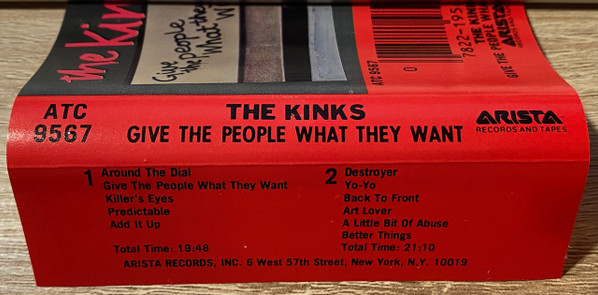 the Kin
Give the People
the What W
ATC 9567
0
7822-195
GIVE THE PEOPLE WHAT
THE KIN
ARISTA
ATC
9567
THE KINKS
GIVE THE PEOPLE WHAT THEY WANT
ARISTA
RECORDS AND TAPES
1
Around The Dial
Give The People What They Want
Killer's Eyes
Predictable
Add It Up
Total Time: 19:48
2
Destroyer
Yo-Yo
Back To Front
Art Lover
A Little Bit Of Abuse
Better Things
Total Time: 21:10
ARISTA RECORDS, INC. 6 West 57th Street, New York, N.Y. 10019